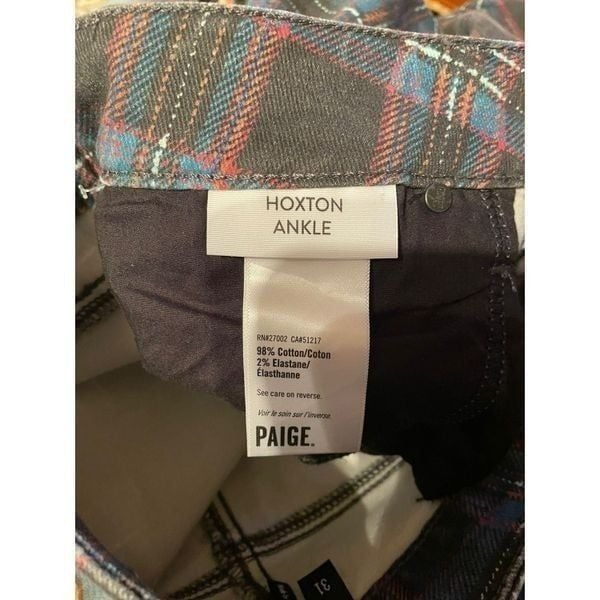 HOXTON
ANKLE
RN#27002 CA#51217
98% Cotton/Coton
2% Elastane/
Élasthanne
See care on reverse.
Voir le soin sur l'inverse.
PAIGE.
31